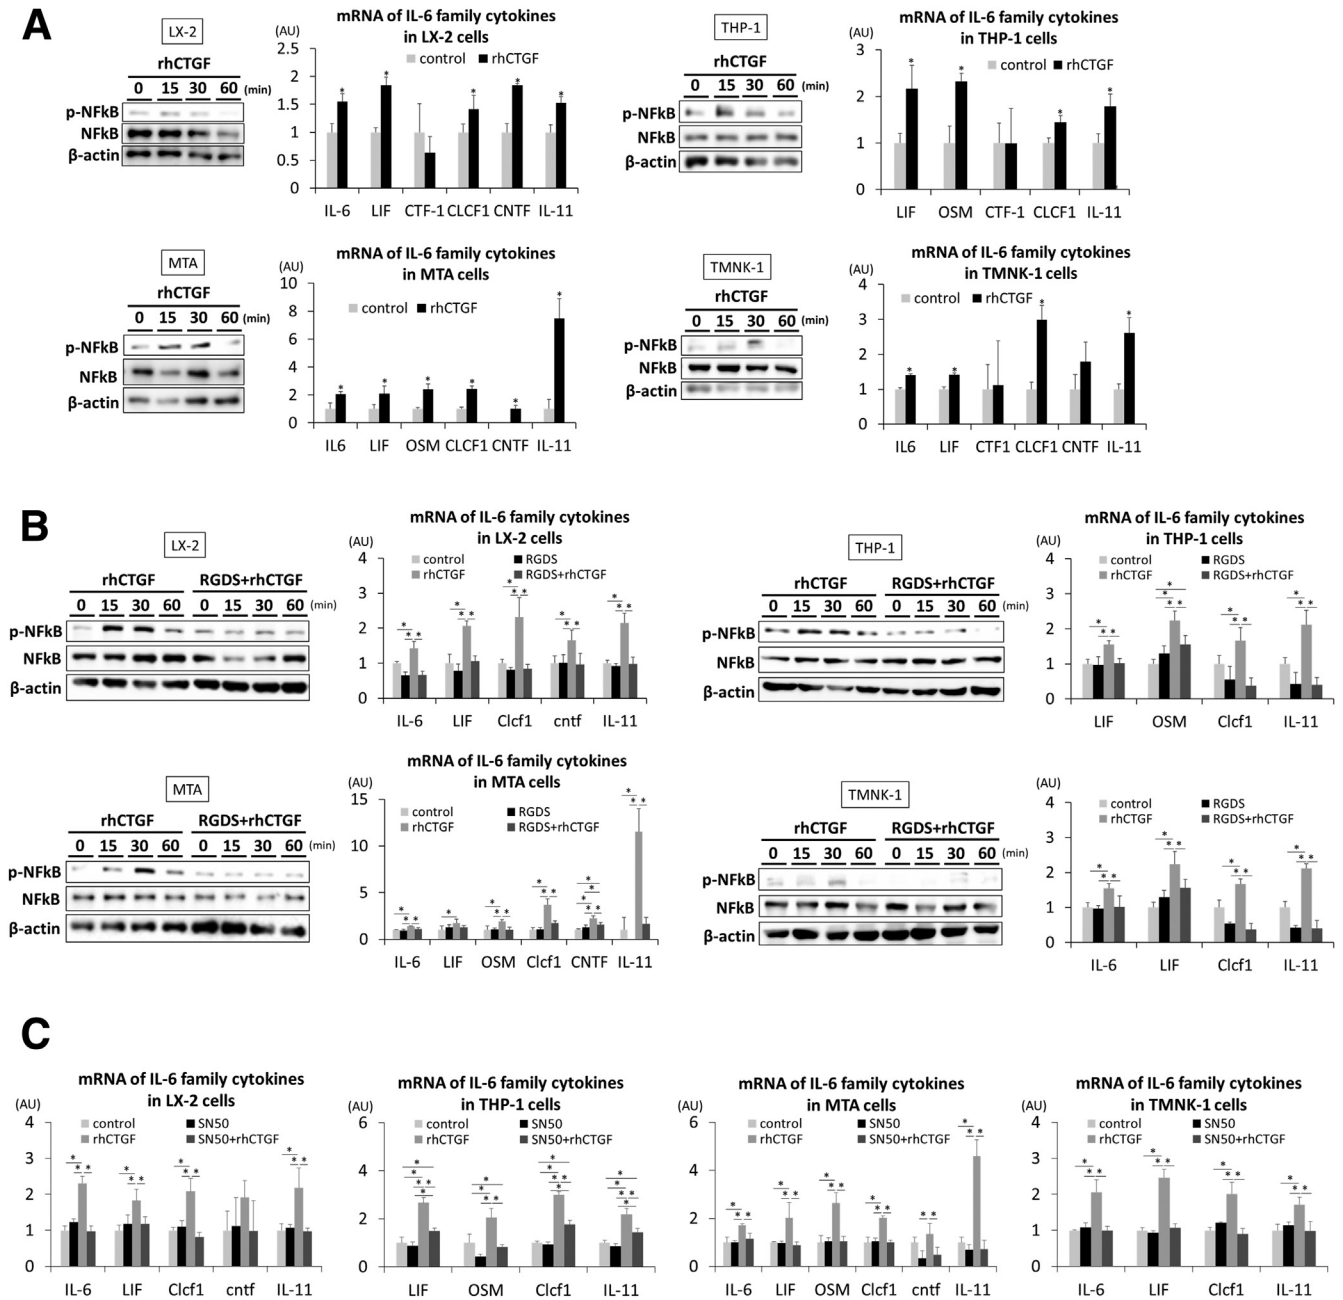 A
LX-2
rhCTGF
0 15 30 60 (min)
p-NFkB
NFkB
β-actin
mRNA of IL-6 family cytokines
in LX-2 cells
(AU)
control rhCTGF
2.5
2
1.5
1
0.5
0
* * * * *
IL-6 LIF CTF-1 CLCF1 CNTF IL-11
THP-1
rhCTGF
0 15 30 60 (min)
p-NFkB
NFkB
β-actin
mRNA of IL-6 family cytokines
in THP-1 cells
(AU)
control rhCTGF
3
2
1
0
* * * *
LIF OSM CTF-1 CLCF1 IL-11
MTA
rhCTGF
0 15 30 60 (min)
p-NFkB
NFkB
β-actin
mRNA of IL-6 family cytokines
in MTA cells
(AU)
control rhCTGF
10
8
6
4
2
0
* * * * * *
IL6 LIF OSM CLCF1 CNTF IL-11
TMNK-1
rhCTGF
0 15 30 60 (min)
p-NFkB
NFkB
β-actin
mRNA of IL-6 family cytokines
in TMNK-1 cells
(AU)
control rhCTGF
4
3
2
1
0
* * * *
IL6 LIF CTF1 CLCF1 CNTF IL-11
B
LX-2
rhCTGF RGDS+rhCTGF
0 15 30 60 0 15 30 60 (min)
p-NFkB
NFkB
β-actin
mRNA of IL-6 family cytokines
in LX-2 cells
(AU)
control RGDS
rhCTGF RGDS+rhCTGF
4
3
2
1
0
* * * * *
* * * * * * * * * *
IL-6 LIF Clcf1 cntf IL-11
THP-1
rhCTGF RGDS+rhCTGF
0 15 30 60 0 15 30 60 (min)
p-NFkB
NFkB
β-actin
mRNA of IL-6 family cytokines
in THP-1 cells
(AU)
control RGDS
rhCTGF RGDS+rhCTGF
4
3
2
1
0
* * * * *
* * * * * * * *
LIF OSM Clcf1 IL-11
MTA
rhCTGF RGDS+rhCTGF
0 15 30 60 0 15 30 60 (min)
p-NFkB
NFkB
β-actin
mRNA of IL-6 family cytokines
in MTA cells
(AU)
control RGDS
rhCTGF RGDS+rhCTGF
15
10
5
0
IL-6 LIF OSM Clcf1 CNTF IL-11
TMNK-1
rhCTGF RGDS+rhCTGF
0 15 30 60 0 15 30 60 (min)
p-NFkB
NFkB
β-actin
(AU)
control RGDS
rhCTGF RGDS+rhCTGF
4
3
2
1
0
* * * *
* * * * * * * *
IL-6 LIF Clcf1 IL-11
C
mRNA of IL-6 family cytokines
in LX-2 cells
(AU)
control SN50
rhCTGF SN50+rhCTGF
4
3
2
1
0
* * * *
* * * * * * * *
IL-6 LIF Clcf1 cntf IL-11
mRNA of IL-6 family cytokines
in THP-1 cells
(AU)
control SN50
rhCTGF SN50+rhCTGF
6
4
2
0
LIF OSM Clcf1 IL-11
mRNA of IL-6 family cytokines
in MTA cells
(AU)
control SN50
rhCTGF SN50+rhCTGF
6
4
2
0
IL-6 LIF OSM Clcf1 cntf IL-11
mRNA of IL-6 family cytokines
in TMNK-1 cells
(AU)
control SN50
rhCTGF SN50+rhCTGF
4
3
2
1
0
* * * *
* * * * * * * *
IL-6 LIF Clcf1 IL-11